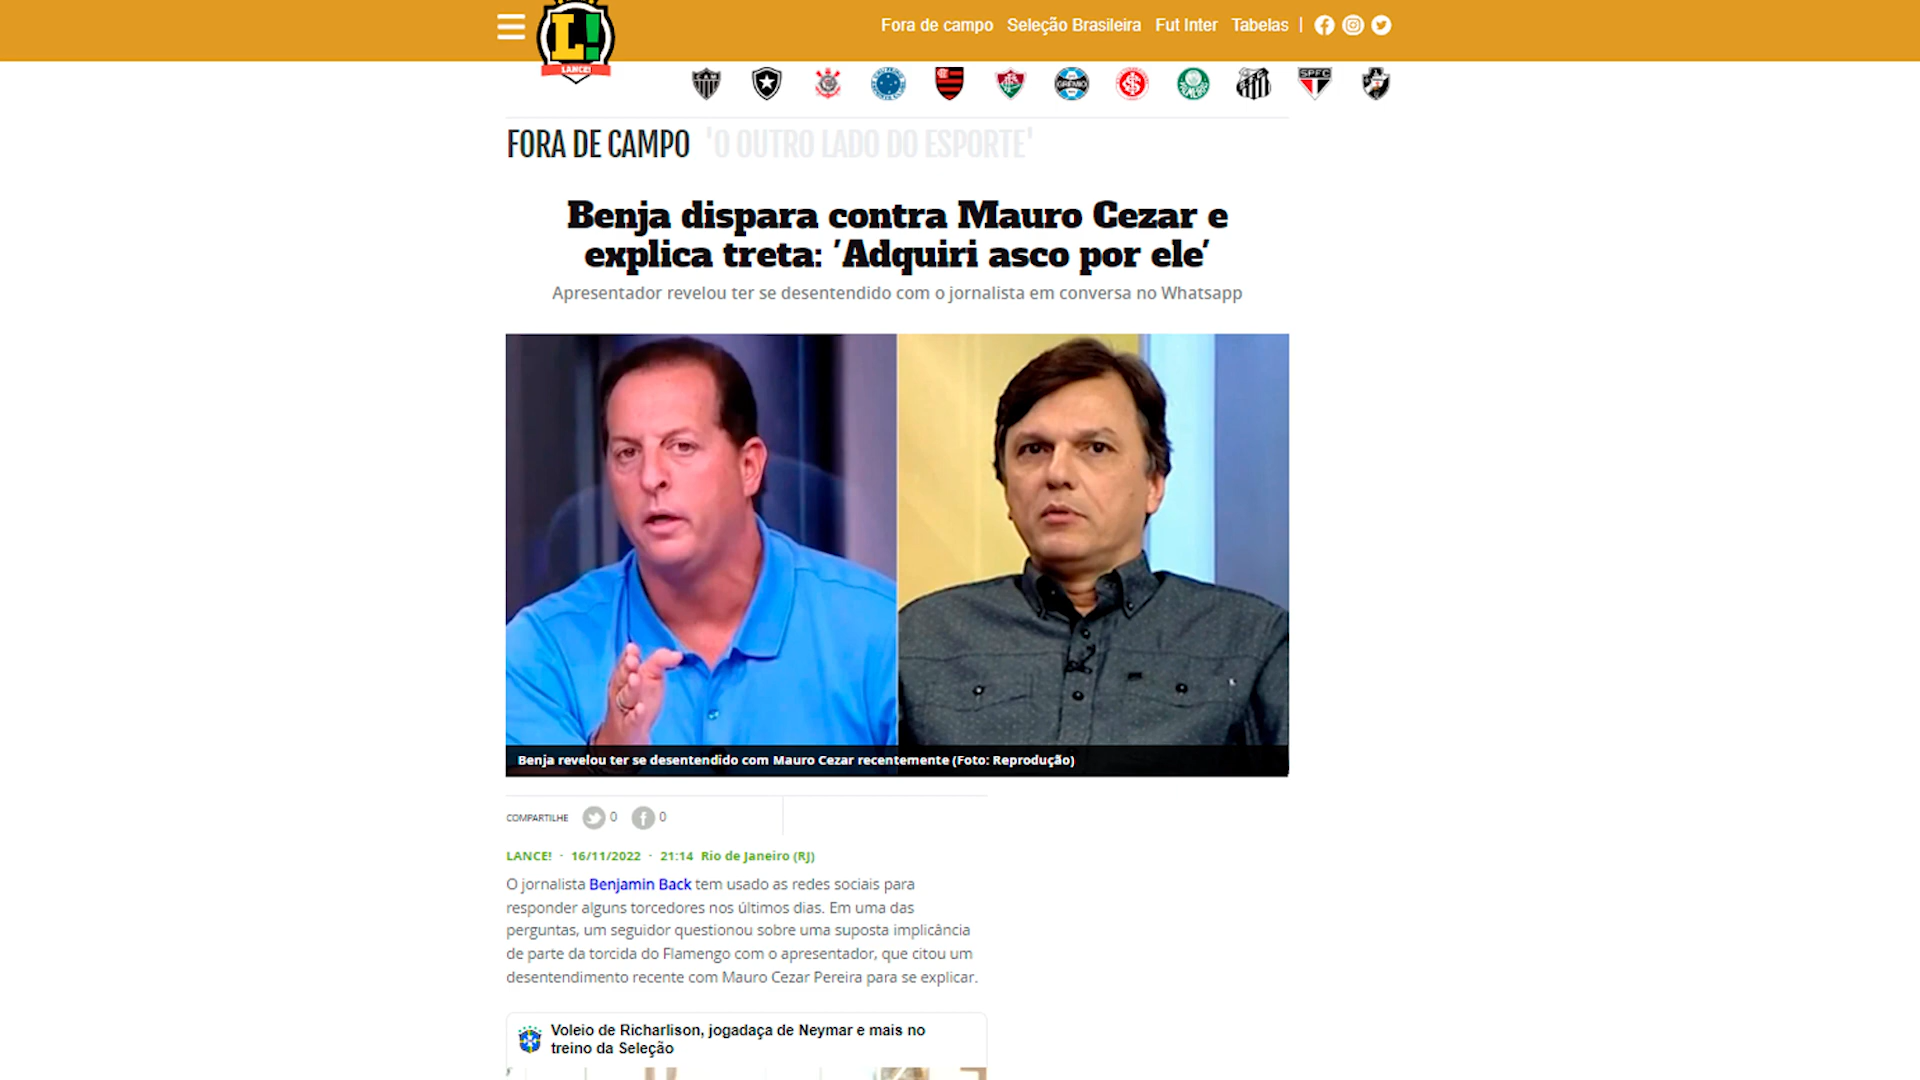 L!
LANCE!
Fora de campo Seleção Brasileira Fut Inter Tabelas |
CAM
GRÊMIO
PALMEIRAS
SPFC
FORA DE CAMPO 'O OUTRO LADO DO ESPORTE'
Benja dispara contra Mauro Cezar e
explica treta: 'Adquiri asco por ele'
Apresentador revelou ter se desentendido com o jornalista em conversa no Whatsapp
Benja revelou ter se desentendido com Mauro Cezar recentemente (Foto: Reprodução)
COMPARTILHE 0 0
LANCE! · 16/11/2022 · 21:14 Rio de Janeiro (RJ)
O jornalista Benjamin Back tem usado as redes sociais para
responder alguns torcedores nos últimos dias. Em uma das
perguntas, um seguidor questionou sobre uma suposta implicância
de parte da torcida do Flamengo com o apresentador, que citou um
desentendimento recente com Mauro Cezar Pereira para se explicar.
Voleio de Richarlison, jogadaça de Neymar e mais no
treino da Seleção